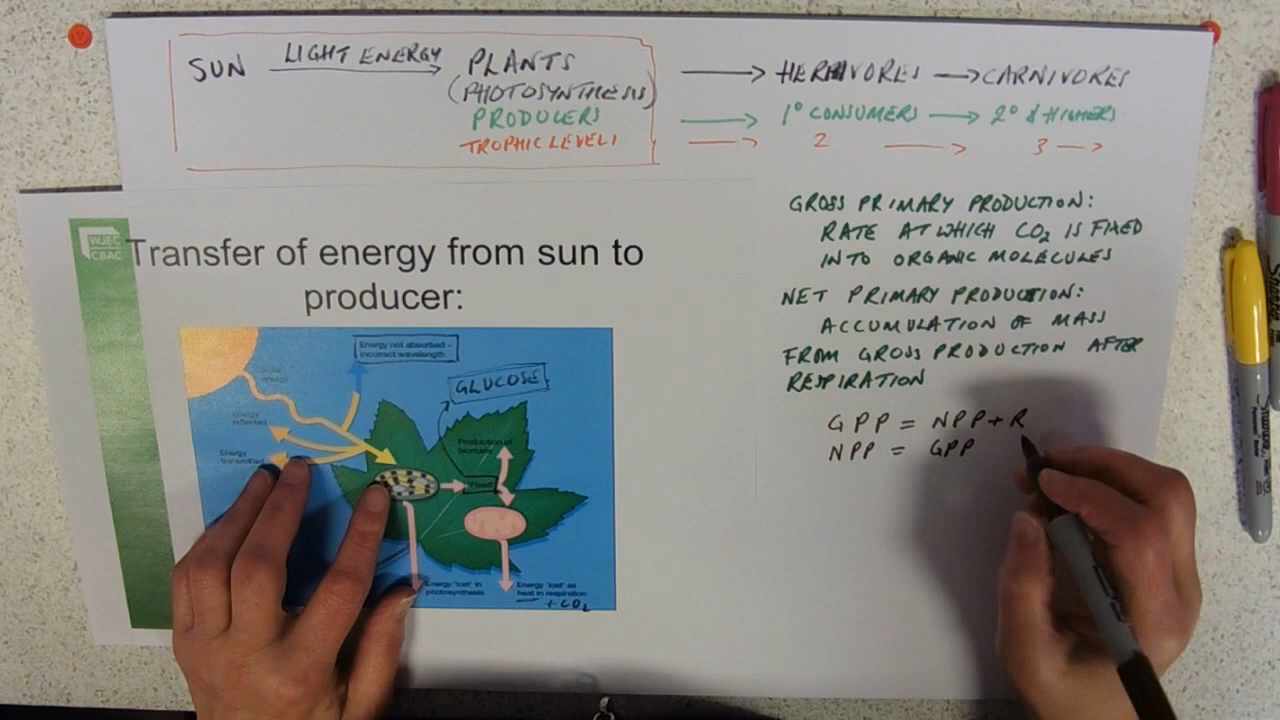 SUN LIGHT ENERGY PLANTS HERBIVORES CARNIVORES
(PHOTOSYNTHESIS)
PRODUCERS 1° CONSUMERS 2° & HIGHERS
TROPHIC LEVEL 1 2 3
WJEC
CBAC
Transfer of energy from sun to
producer:
Energy not absorbed -
incorrect wavelength
GLUCOSE
energy
Energy
reflected
Energy
transmitted
Production of
biomass
Fixed
Energy 'lost' in
photosynthesis
Energy 'lost' as
heat in respiration
+ CO2
GROSS PRIMARY PRODUCTION:
RATE AT WHICH CO2 IS FIXED
INTO ORGANIC MOLECULES
NET PRIMARY PRODUCTION:
ACCUMULATION OF MASS
FROM GROSS PRODUCTION AFTER
RESPIRATION
GPP = NPP + R
NPP = GPP